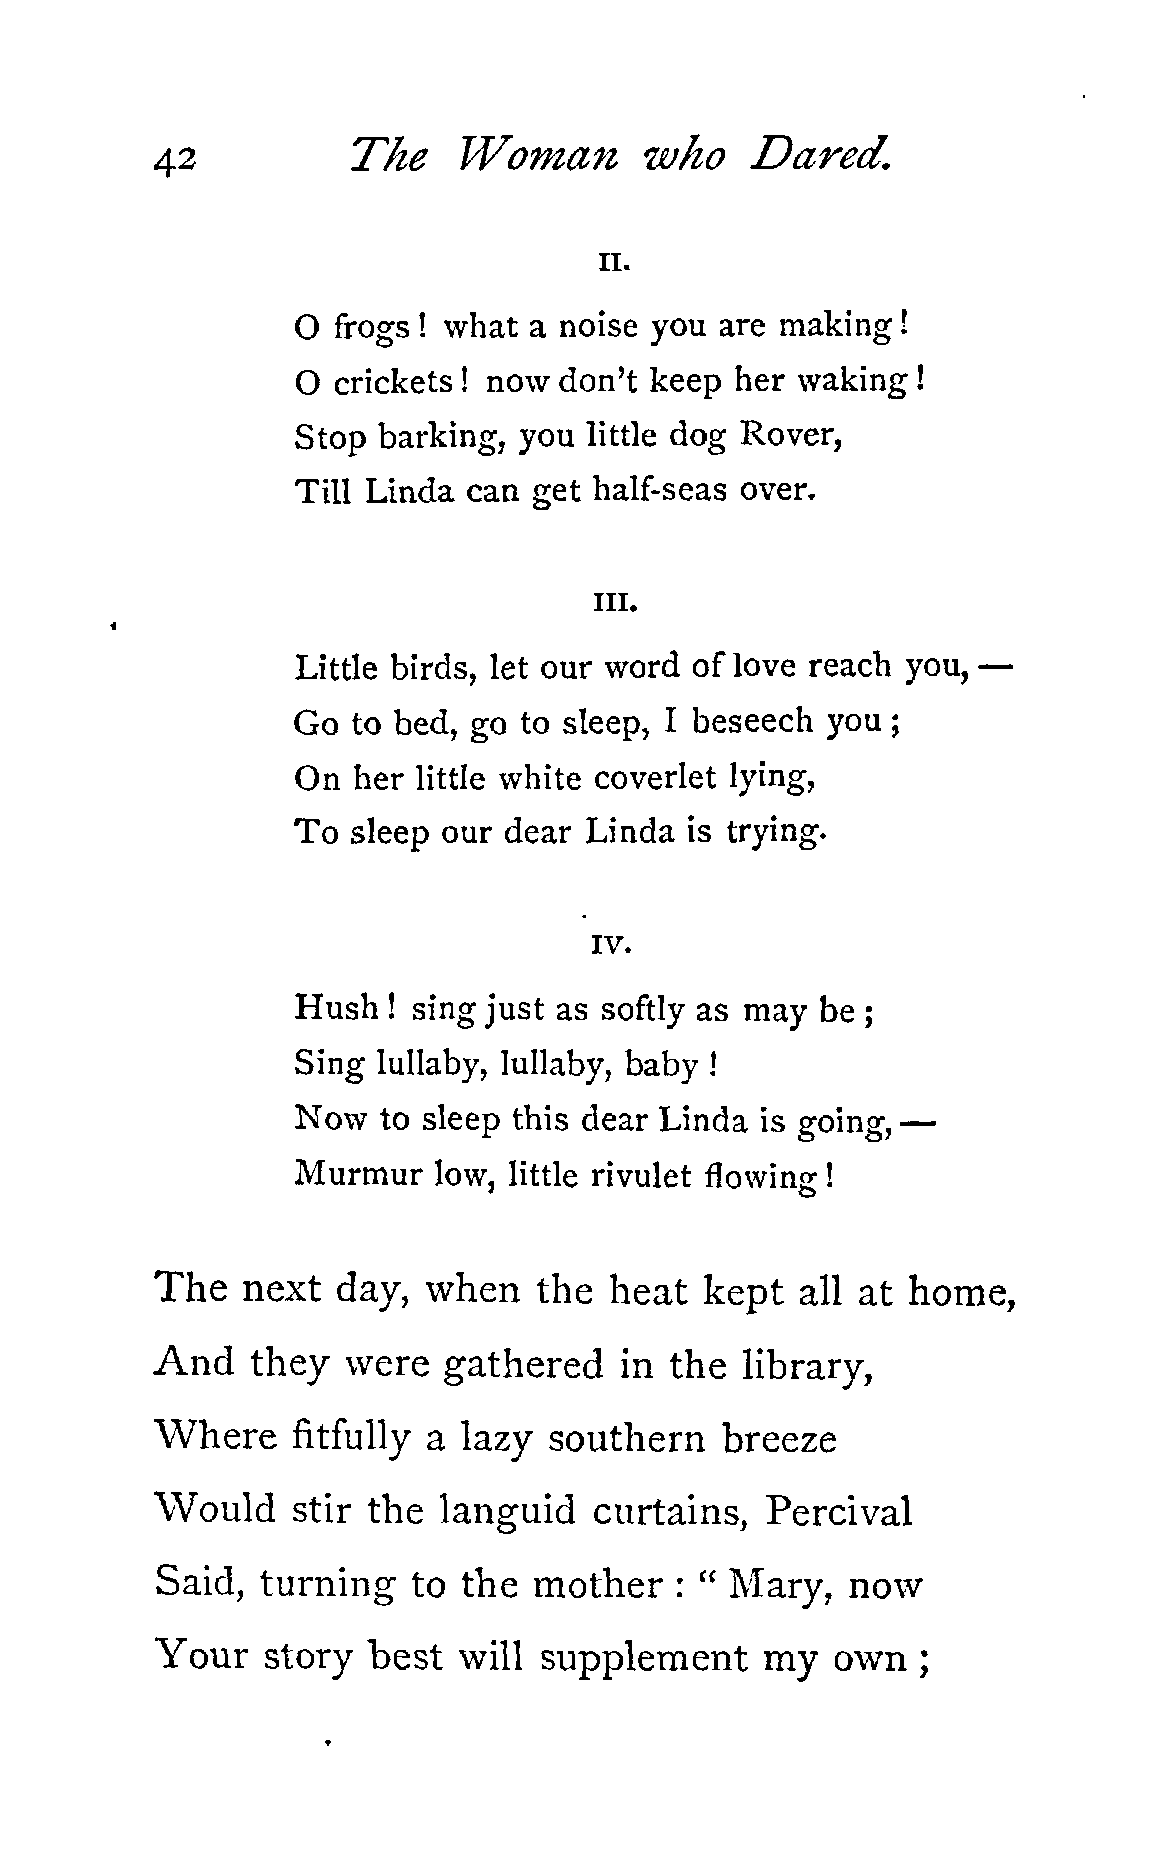 42 The Woman who Dared.
II.
O frogs! what a noise you are making!
O crickets! now don't keep her waking!
Stop barking, you little dog Rover,
Till Linda can get half-seas over.
III.
Little birds, let our word of love reach you, —
Go to bed, go to sleep, I beseech you;
On her little white coverlet lying,
To sleep our dear Linda is trying.
IV.
Hush! sing just as softly as may be;
Sing lullaby, lullaby, baby!
Now to sleep this dear Linda is going, —
Murmur low, little rivulet flowing!
The next day, when the heat kept all at home,
And they were gathered in the library,
Where fitfully a lazy southern breeze
Would stir the languid curtains, Percival
Said, turning to the mother: "Mary, now
Your story best will supplement my own;